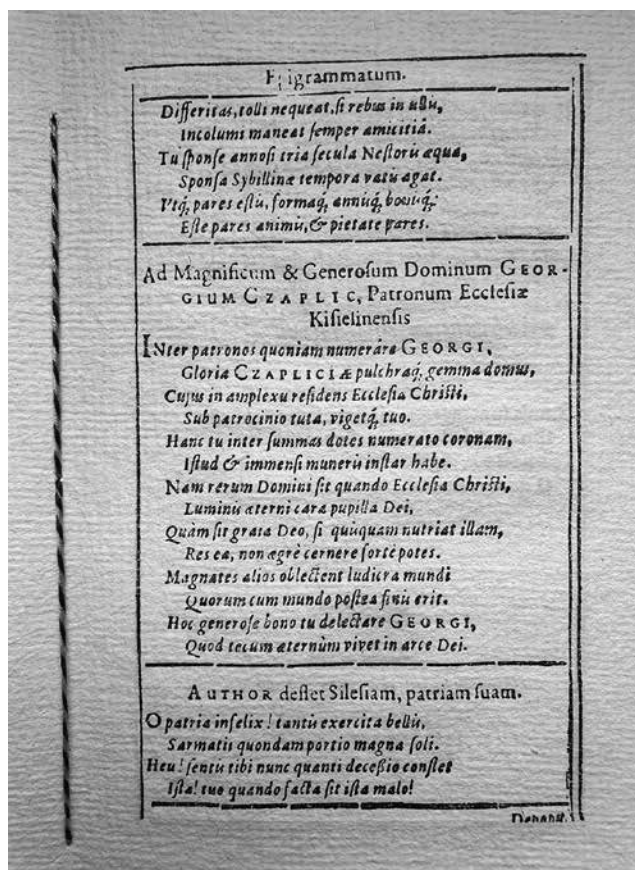 Epigrammatum.
Differitas, tolli nequeat, si rebus in ullis,
Incolumi maneat semper amicitiâ.
Tu sponse annosi tria secula Nestoris æqua,
Sponsa Sybillinæ tempora vatis agat.
Vtq́, pares estis, formaq́, annisq́, bonisq́;
Este pares animis, & pietate pares.
Ad Magnificum & Generosum Dominum GEOR-
GIUM CZAPLIC, Patronum Ecclesiæ
Kisielinensis
INter patronos quoniam numeráre GEORGI,
Gloria CZAPLICIÆ pulchraq́, gemma domus,
Cujus in amplexu residens Ecclesia Christi,
Sub patrocinio tuta, vigetq́, tuo.
Hanc tu inter summas dotes numerato coronam,
Istud & immensi muneris instar habe.
Nam rerum Domini sit quando Ecclesia Christi,
Luminis æterni cara pupilla Dei,
Quàm sit grata Deo, si quisquam nutriat illam,
Res ea, non ægrè cernere fortè potes.
Magnates alios oblectent ludicra mundi
Quorum cum mundo postea finis erit.
Hoc generose bono tu delectare GEORGI,
Quod tecum æternùm vivet in arce Dei.
AUTHOR deflet Silesiam, patriam suam.
O patria infelix! tantis exercita bellis,
Sarmatis quondam portio magna soli.
Heu! sentis tibi nunc quanti decessio constet
Ista! tuo quando facta sit ista malo!